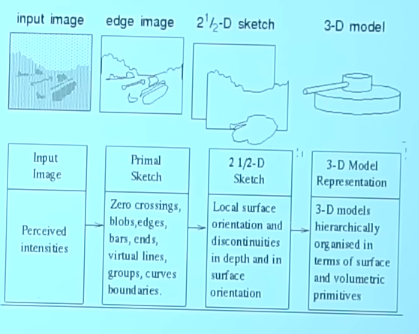 input image
edge image
2 1/2-D sketch
3-D model
Input
Image
Perceived
intensities
Primal
Sketch
Zero crossings,
blobs,edges,
bars, ends,
virtual lines,
groups, curves
boundaries.
2 1/2-D
Sketch
Local surface
orientation and
discontinuities
in depth and in
surface
orientation
3-D Model
Representation
3-D models
hierarchically
organised in
terms of surface
and volumetric
primitives